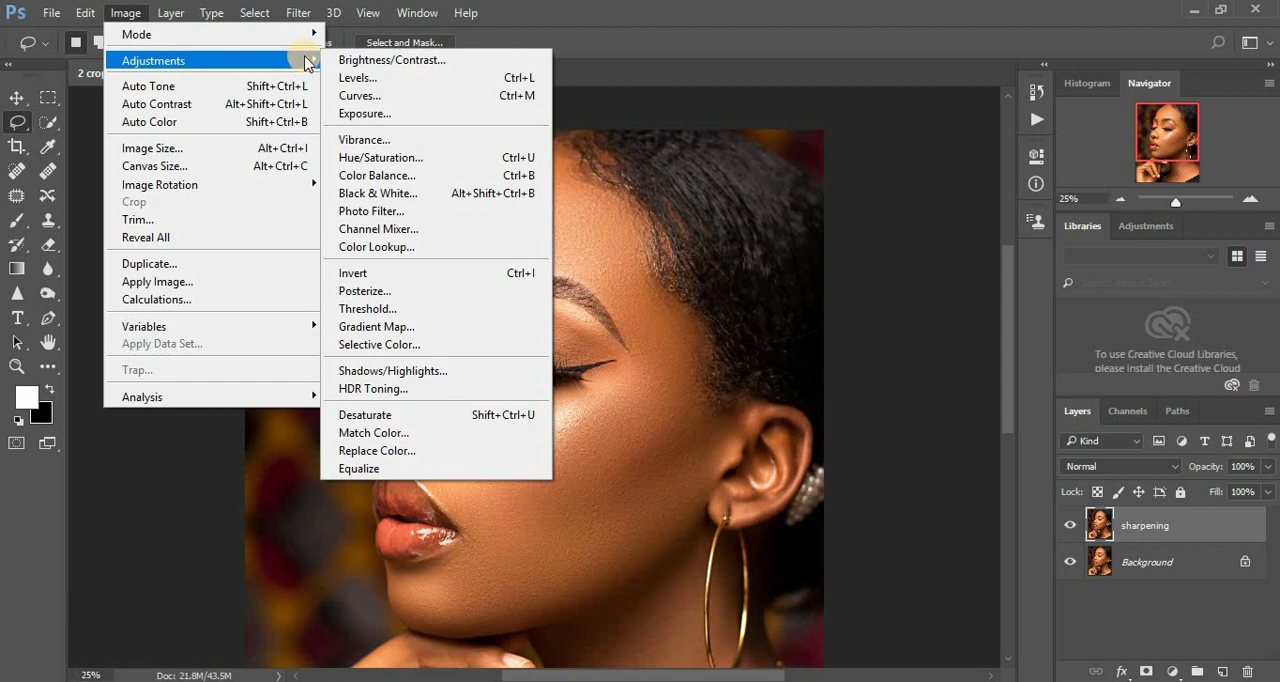 Ps File Edit Image Layer Type Select Filter 3D View Window Help
Select and Mask...
2 crop
Mode
Adjustments
Auto Tone Shift+Ctrl+L
Auto Contrast Alt+Shift+Ctrl+L
Auto Color Shift+Ctrl+B
Image Size... Alt+Ctrl+I
Canvas Size... Alt+Ctrl+C
Image Rotation
Crop
Trim...
Reveal All
Duplicate...
Apply Image...
Calculations...
Variables
Apply Data Set...
Trap...
Analysis
Brightness/Contrast...
Levels... Ctrl+L
Curves... Ctrl+M
Exposure...
Vibrance...
Hue/Saturation... Ctrl+U
Color Balance... Ctrl+B
Black & White... Alt+Shift+Ctrl+B
Photo Filter...
Channel Mixer...
Color Lookup...
Invert Ctrl+I
Posterize...
Threshold...
Gradient Map...
Selective Color...
Shadows/Highlights...
HDR Toning...
Desaturate Shift+Ctrl+U
Match Color...
Replace Color...
Equalize
Histogram Navigator
25%
Libraries Adjustments
Search Adobe Stock
To use Creative Cloud Libraries,
please install the Creative Cloud
Layers Channels Paths
Kind
Normal Opacity: 100%
Lock: Fill: 100%
sharpening
Background
25% Doc: 21.8M/43.5M